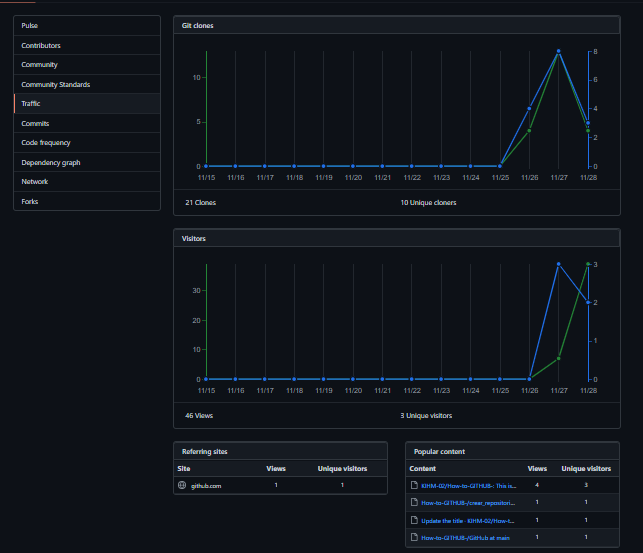 Pulse
Contributors
Community
Community Standards
Traffic
Commits
Code frequency
Dependency graph
Network
Forks
Git clones
10
5
0
8
6
4
2
0
11/15 11/16 11/17 11/18 11/19 11/20 11/21 11/22 11/23 11/24 11/25 11/26 11/27 11/28
21 Clones 10 Unique cloners
Visitors
30
20
10
0
3
2
1
0
11/15 11/16 11/17 11/18 11/19 11/20 11/21 11/22 11/23 11/24 11/25 11/26 11/27 11/28
46 Views 3 Unique visitors
Referring sites
Site Views Unique visitors
github.com 1 1
Popular content
Content Views Unique visitors
KIHM-02/How-to-GITHUB-: This is... 4 3
How-to-GITHUB-/crear_repositori... 1 1
Update the title · KIHM-02/How-t... 1 1
How-to-GITHUB-/GitHub at main 1 1